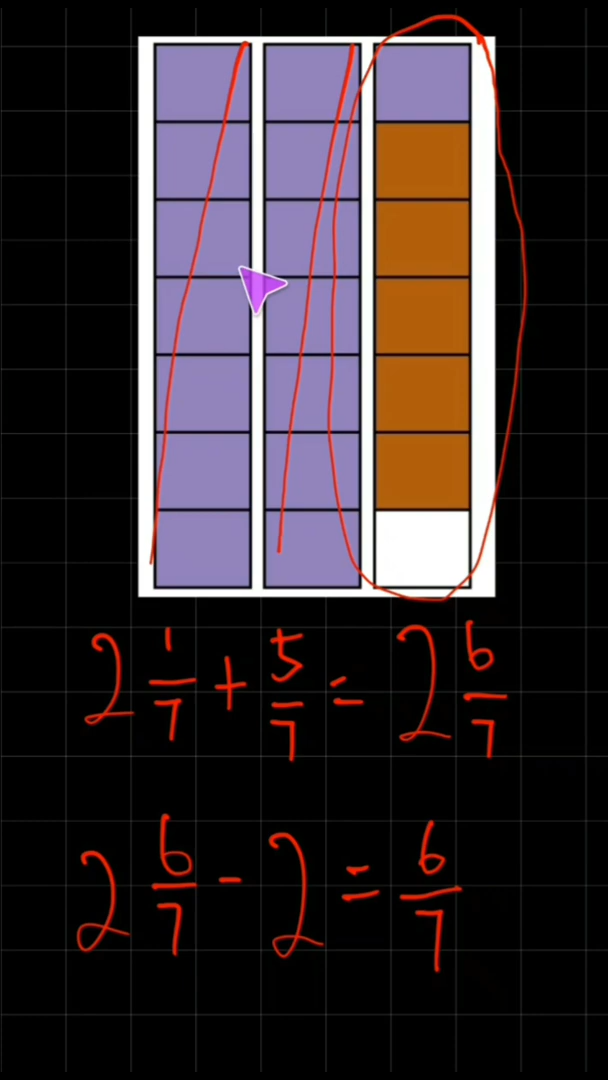 2 1/7 + 5/7 = 2 6/7
2 6/7 - 2 = 6/7